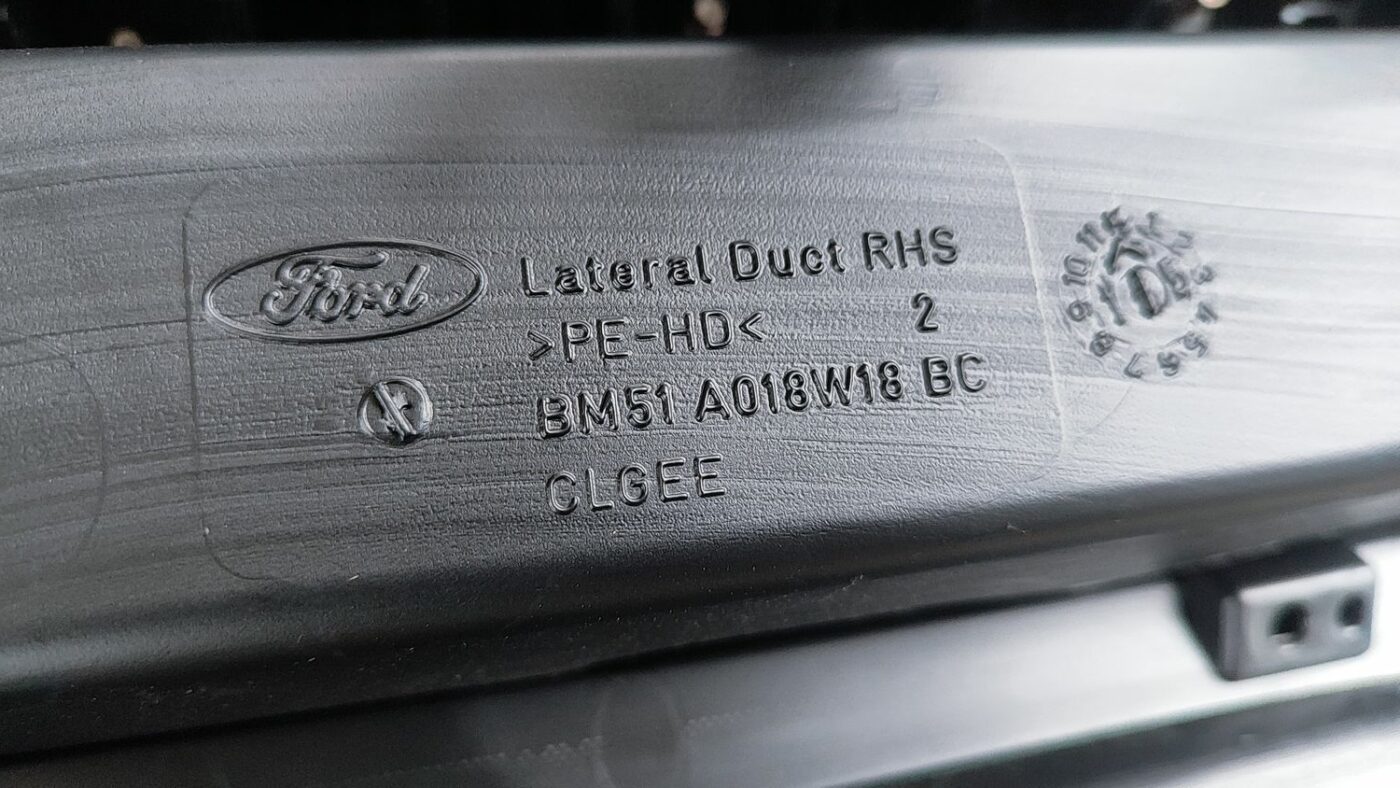 Ford
Lateral Duct RHS
>PE-HD< 2
BM51 A018W18 BC
CLGEE